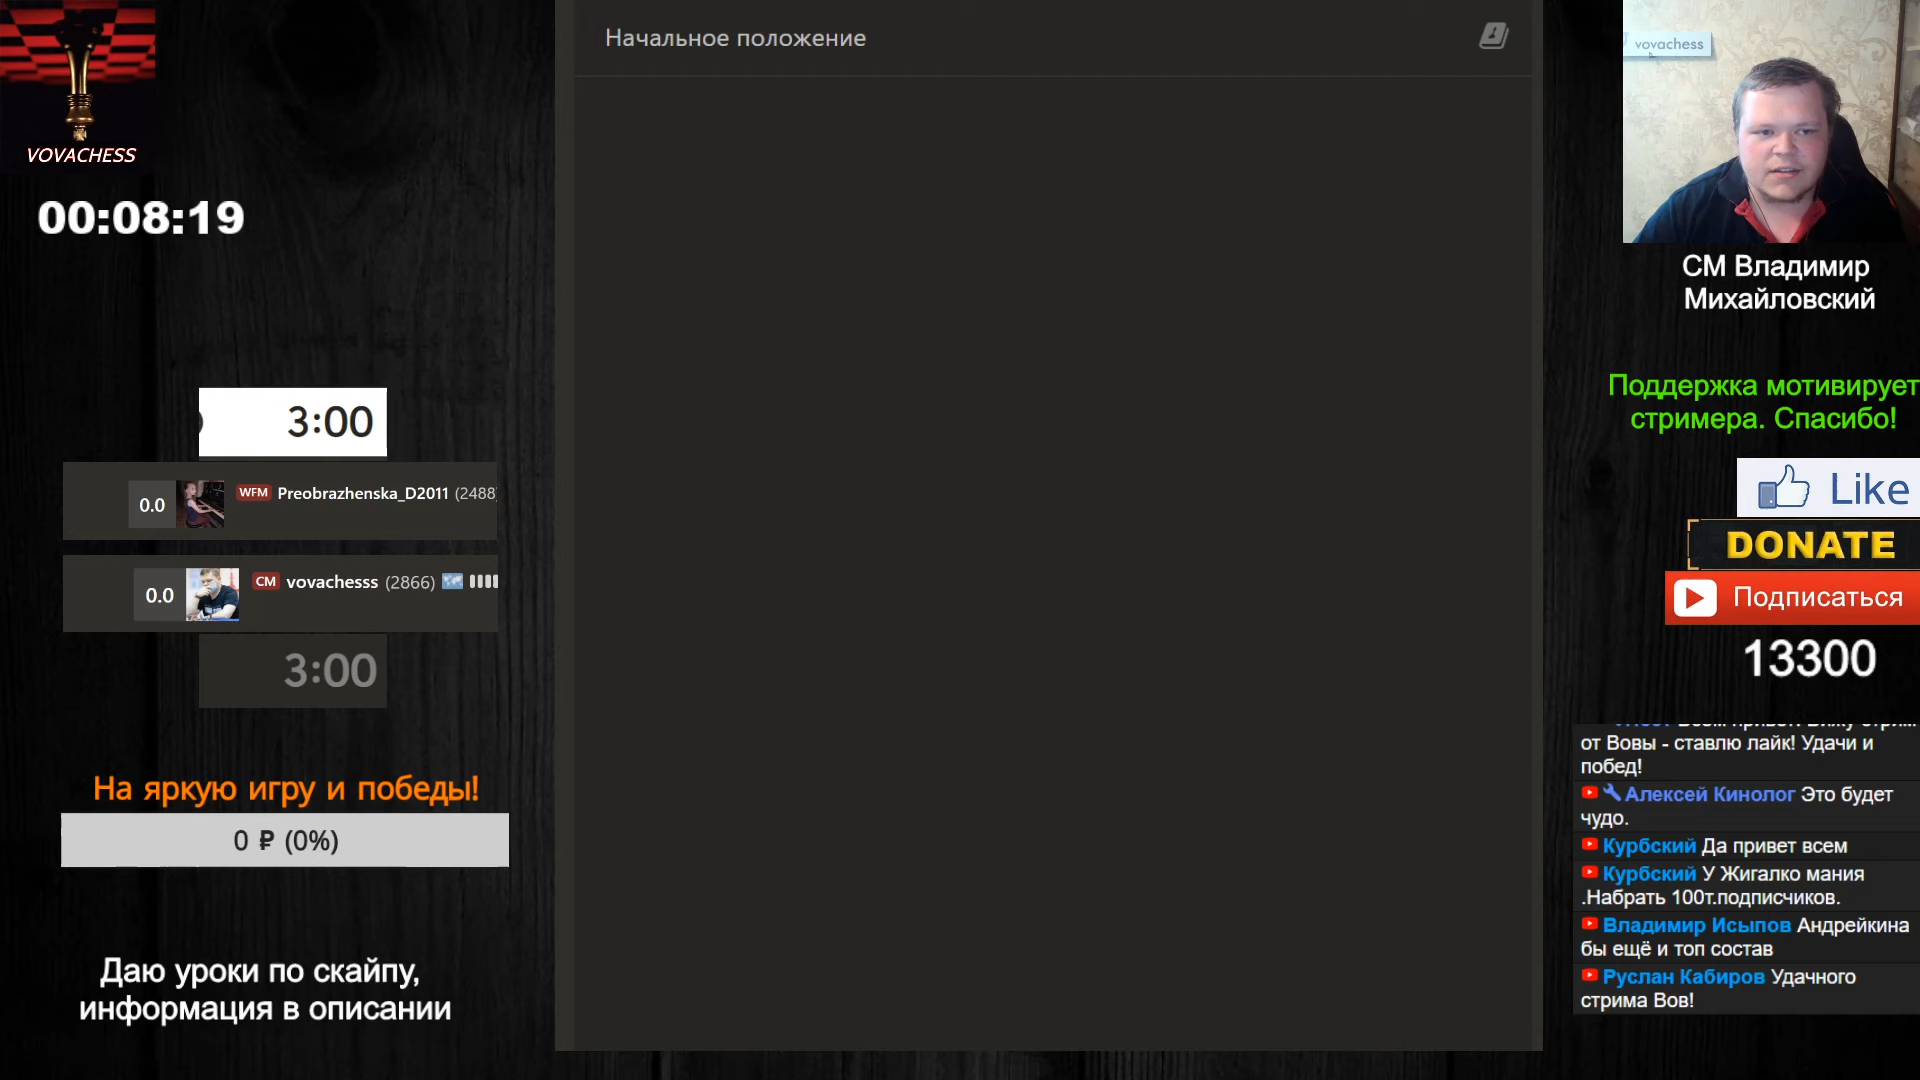 VOVACHESS
00:08:19
3:00
0.0
WFM Preobrazhenska_D2011 (2488)
0.0
CM vovachesss (2866)
3:00
На яркую игру и победы!
0 ₽ (0%)
Даю уроки по скайпу,
информация в описании
Начальное положение
vovachess
CM Владимир
Михайловский
Поддержка мотивирует
стримера. Спасибо!
Like
DONATE
Подписаться
13300
от Вовы - ставлю лайк! Удачи и
побед!
Алексей Кинолог Это будет
чудо.
Курбский Да привет всем
Курбский У Жигалко мания
.Набрать 100т.подписчиков.
Владимир Исыпов Андрейкина
бы ещё и топ состав
Руслан Кабиров Удачного
стрима Вов!